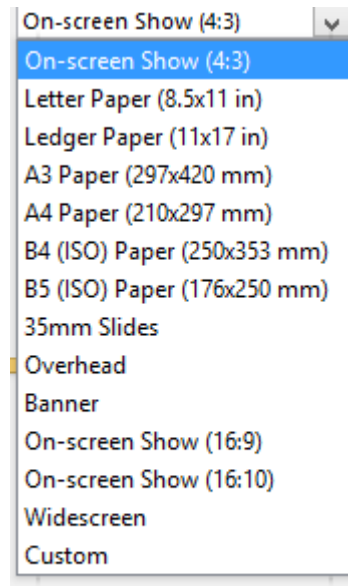 On-screen Show (4:3)
On-screen Show (4:3)
Letter Paper (8.5x11 in)
Ledger Paper (11x17 in)
A3 Paper (297x420 mm)
A4 Paper (210x297 mm)
B4 (ISO) Paper (250x353 mm)
B5 (ISO) Paper (176x250 mm)
35mm Slides
Overhead
Banner
On-screen Show (16:9)
On-screen Show (16:10)
Widescreen
Custom